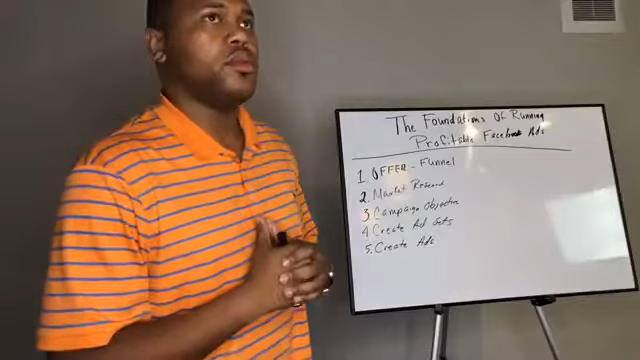 The Foundations Of Running
Profitable Facebook Ads
1. OFFER - Funnel
2. Market Research
3 Campaign Objective
4 Create Ad Sets
5. Create Ads